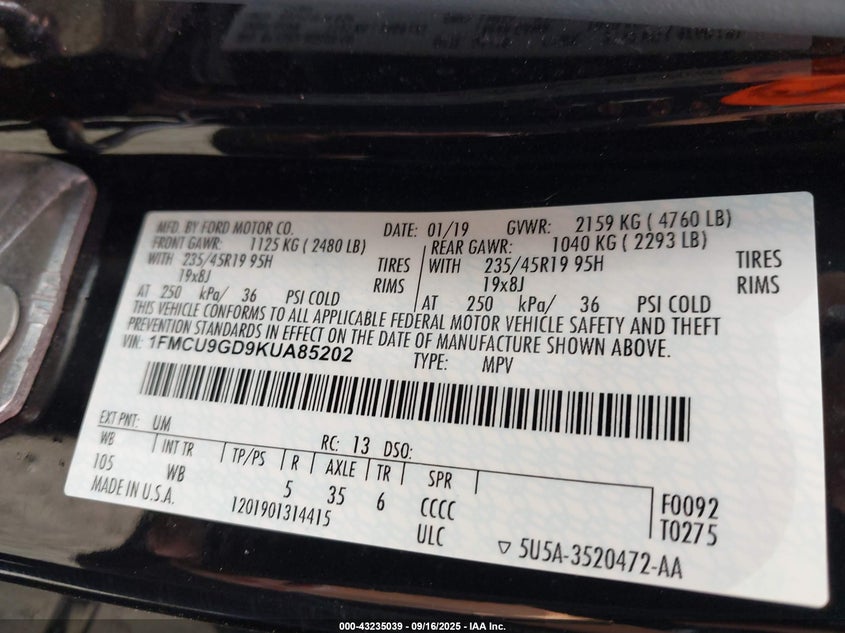 MFD. BY FORD MOTOR CO. DATE: 01/19 GVWR: 2159 KG ( 4760 LB)
FRONT GAWR: 1125 KG ( 2480 LB) REAR GAWR: 1040 KG ( 2293 LB)
WITH 235/45R19 95H TIRES WITH 235/45R19 95H TIRES
19x8J RIMS 19x8J RIMS
AT 250 kPa/ 36 PSI COLD AT 250 kPa/ 36 PSI COLD
THIS VEHICLE CONFORMS TO ALL APPLICABLE FEDERAL MOTOR VEHICLE SAFETY AND THEFT
PREVENTION STANDARDS IN EFFECT ON THE DATE OF MANUFACTURE SHOWN ABOVE.
VIN: 1FMCU9GD9KUA85202 TYPE: MPV
EXT PNT: UM RC: 13 DSO:
WB INT TR TP/PS R AXLE TR SPR
105 WB 5 35 6 CCCC F0092
MADE IN U.S.A. 1201901314415 ULC T0275
5U5A-3520472-AA
000-43235039 - 09/16/2025 - IAA Inc.